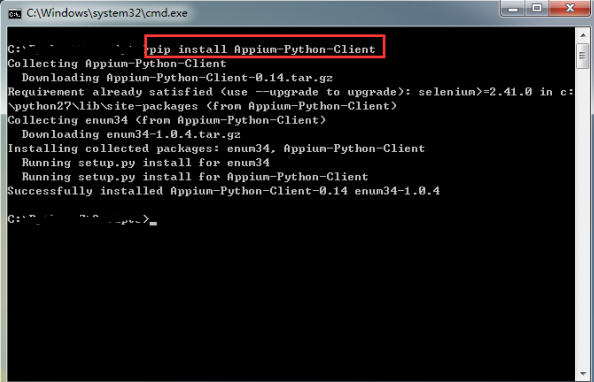 C:\Windows\system32\cmd.exe
C:\ >pip install Appium-Python-Client
Collecting Appium-Python-Client
Downloading Appium-Python-Client-0.14.tar.gz
Requirement already satisfied (use --upgrade to upgrade): selenium>=2.41.0 in c:
\python27\lib\site-packages (from Appium-Python-Client)
Collecting enum34 (from Appium-Python-Client)
Downloading enum34-1.0.4.tar.gz
Installing collected packages: enum34, Appium-Python-Client
Running setup.py install for enum34
Running setup.py install for Appium-Python-Client
Successfully installed Appium-Python-Client-0.14 enum34-1.0.4
C:\ >